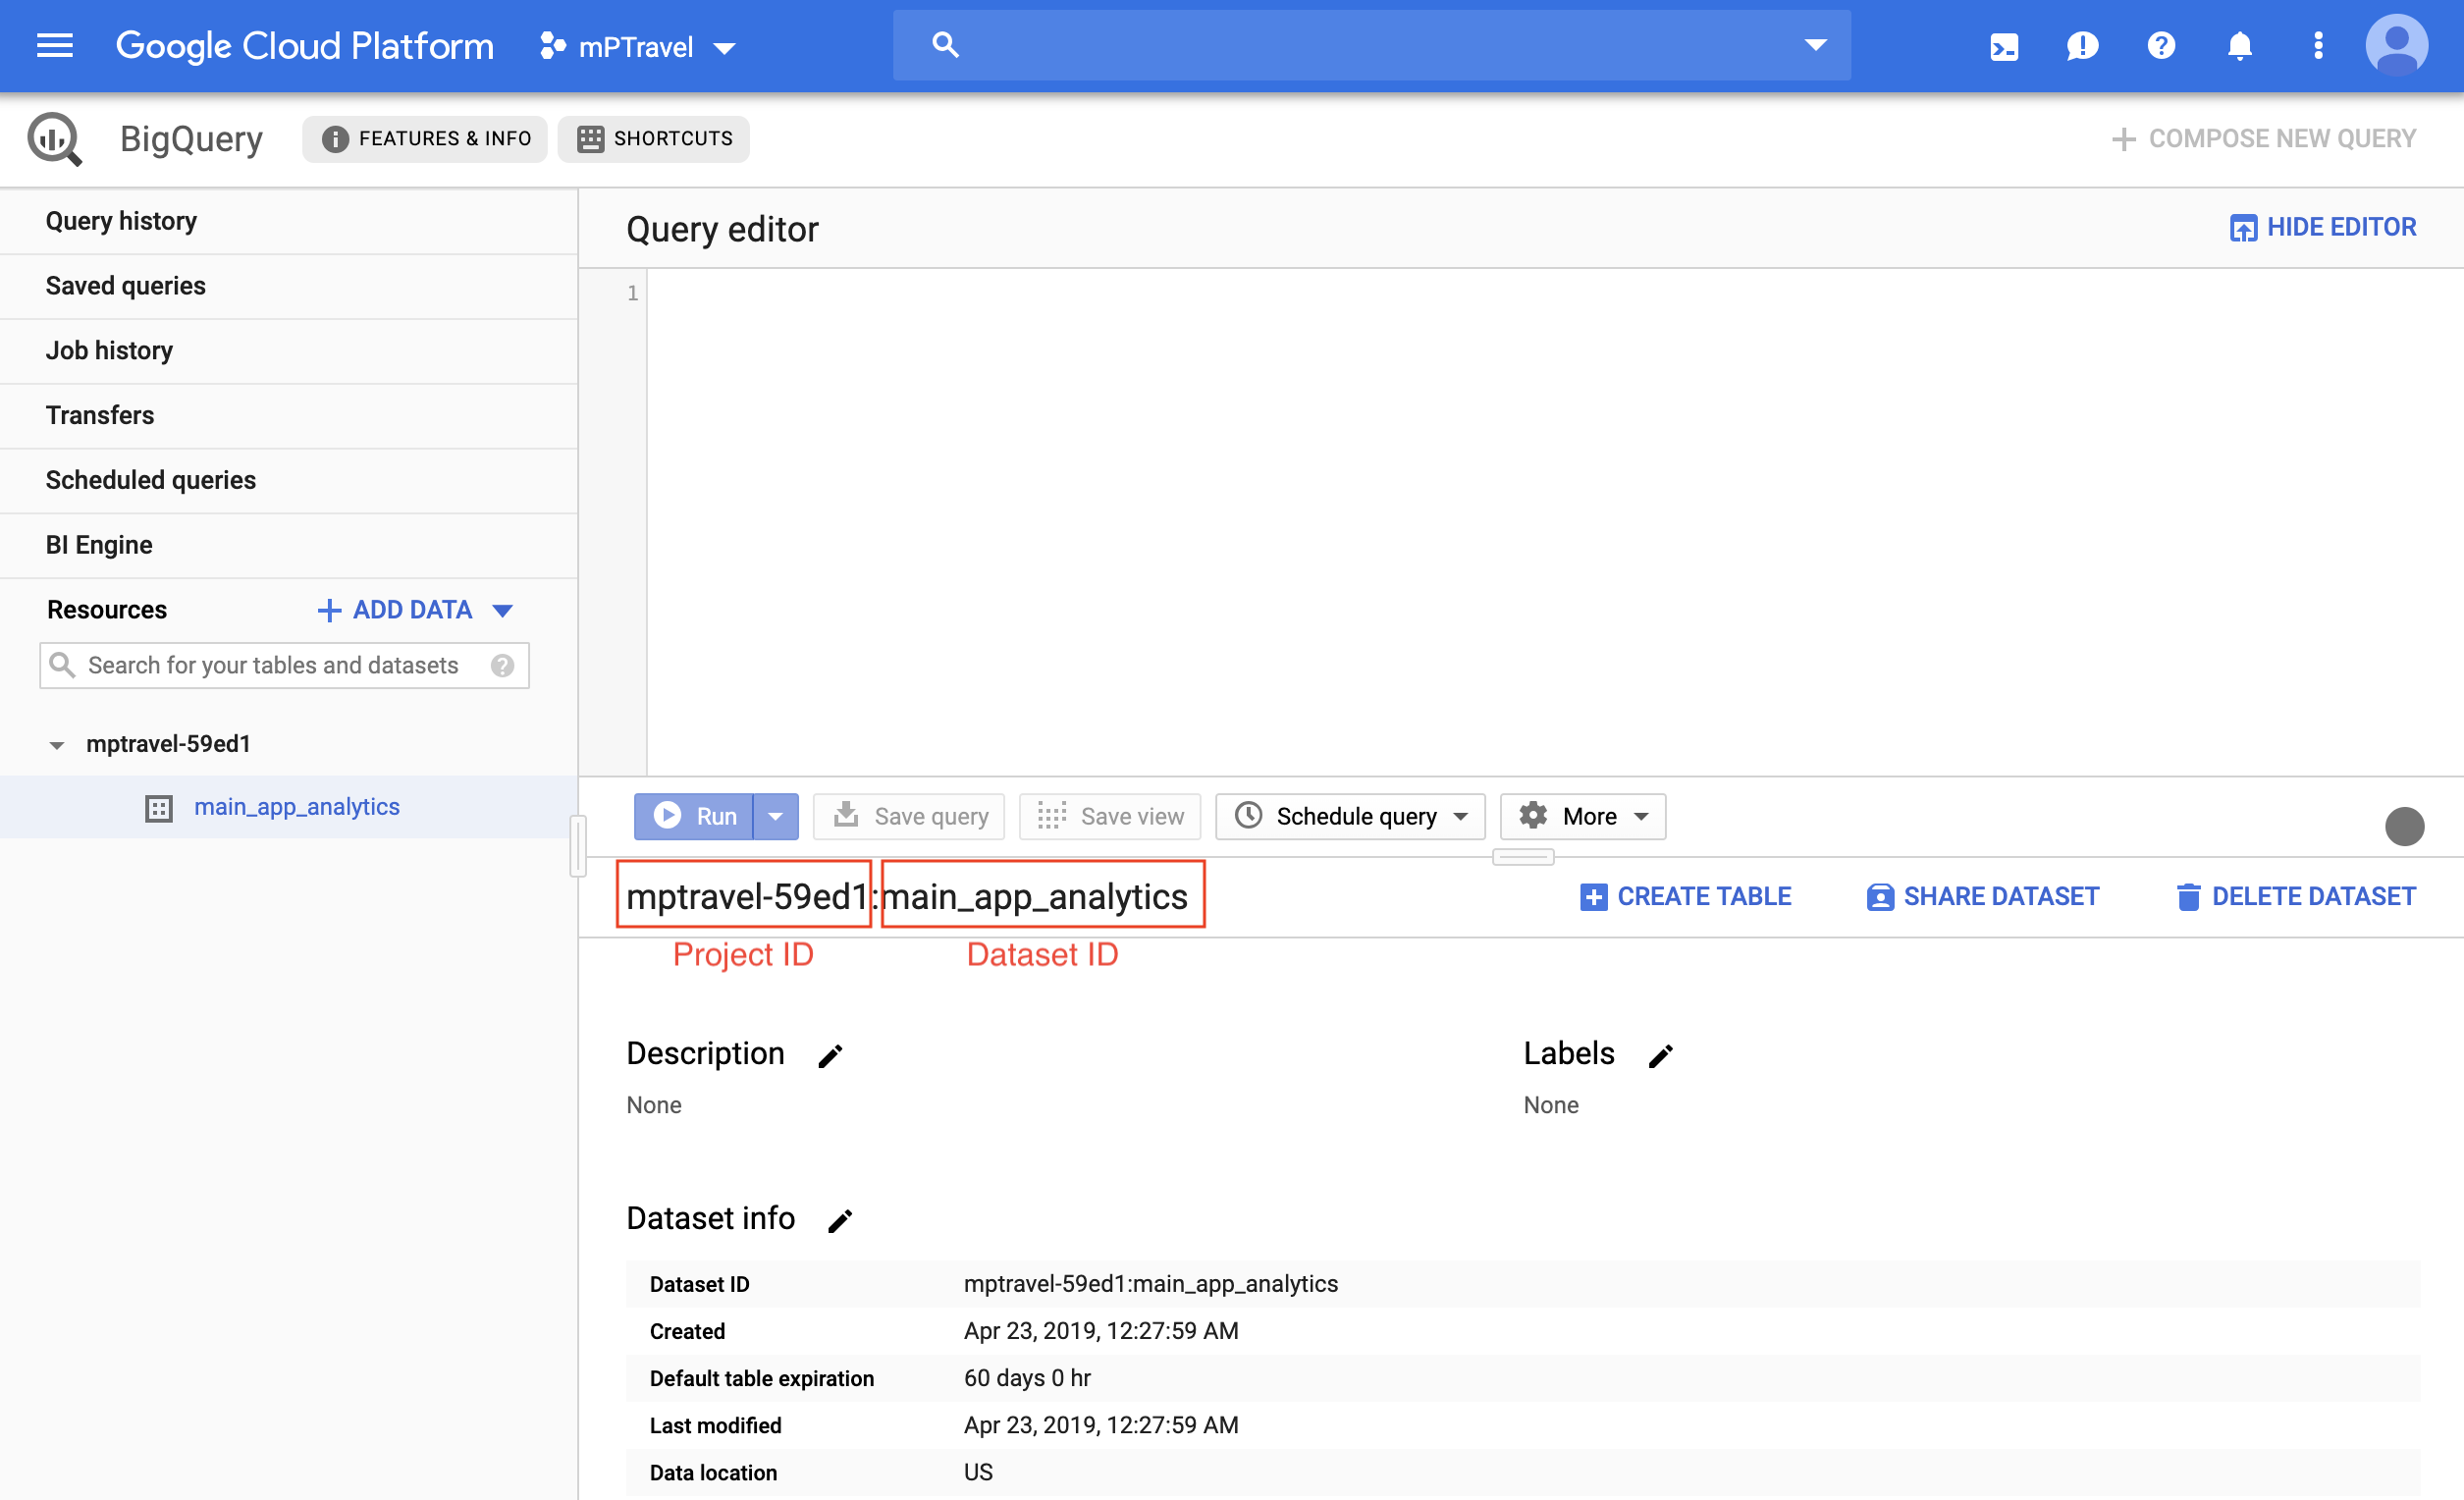 Google Cloud Platform mPTravel
BigQuery FEATURES & INFO SHORTCUTS COMPOSE NEW QUERY
Query history
Saved queries
Job history
Transfers
Scheduled queries
BI Engine
Resources ADD DATA
Search for your tables and datasets
mptravel-59ed1
main_app_analytics
Query editor HIDE EDITOR
1
Run Save query Save view Schedule query More
mptravel-59ed1:main_app_analytics CREATE TABLE SHARE DATASET DELETE DATASET
Project ID Dataset ID
Description Labels
None None
Dataset info
Dataset ID mptravel-59ed1:main_app_analytics
Created Apr 23, 2019, 12:27:59 AM
Default table expiration 60 days 0 hr
Last modified Apr 23, 2019, 12:27:59 AM
Data location US